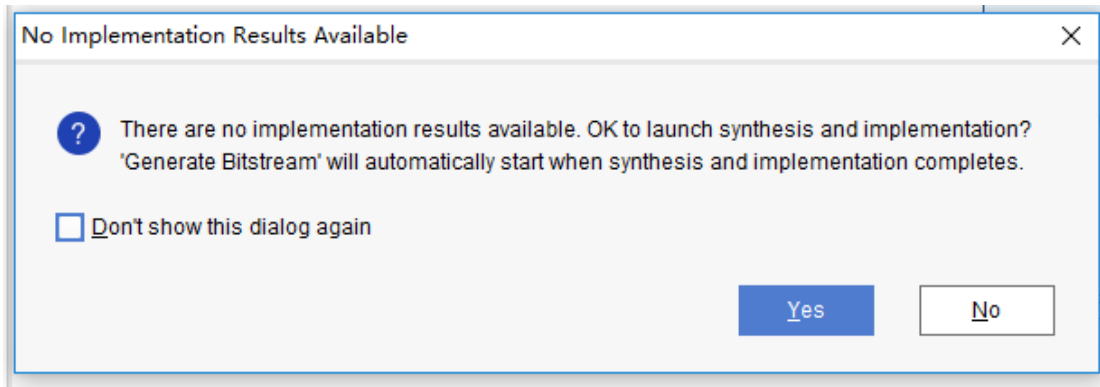 No Implementation Results Available
?
There are no implementation results available. OK to launch synthesis and implementation?
'Generate Bitstream' will automatically start when synthesis and implementation completes.
Don't show this dialog again
Yes
No